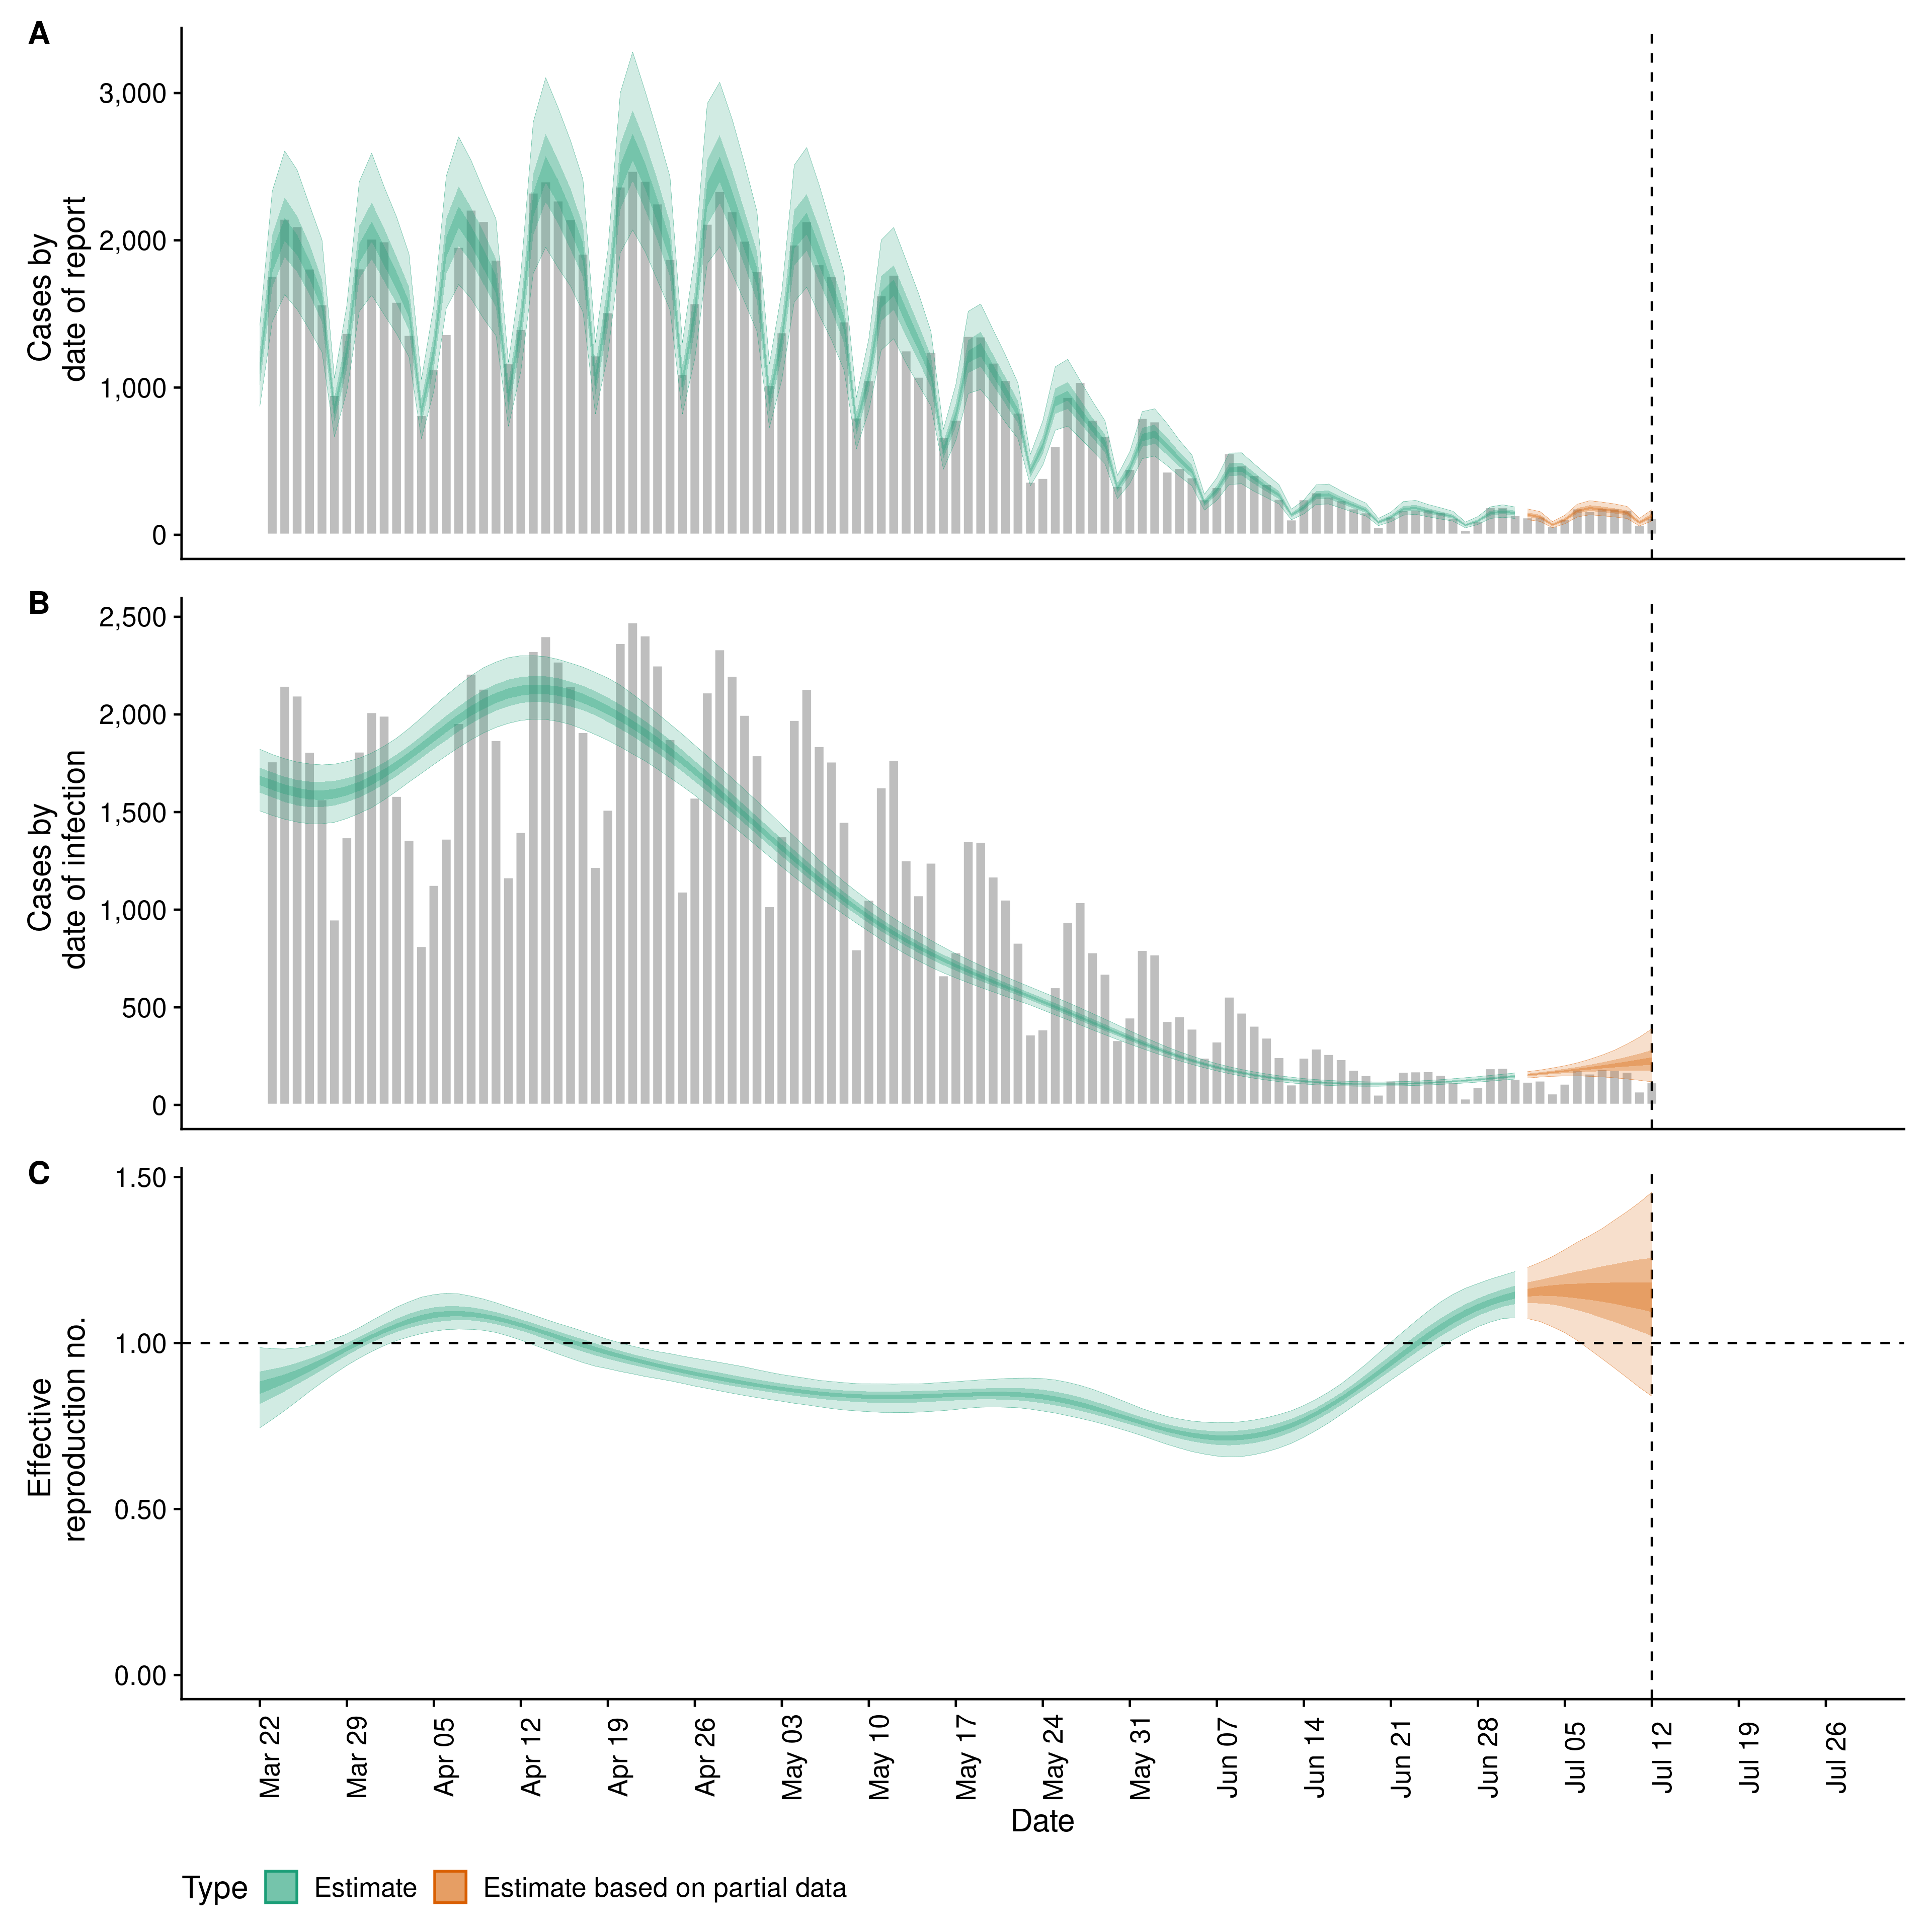 A
Cases by
date of report
3,000
2,000
1,000
0
B
Cases by
date of infection
2,500
2,000
1,500
1,000
500
0
C
Effective
reproduction no.
1.50
1.00
0.50
0.00
Mar 22
Mar 29
Apr 05
Apr 12
Apr 19
Apr 26
May 03
May 10
May 17
May 24
May 31
Jun 07
Jun 14
Jun 21
Jun 28
Jul 05
Jul 12
Jul 19
Jul 26
Date
Type Estimate Estimate based on partial data